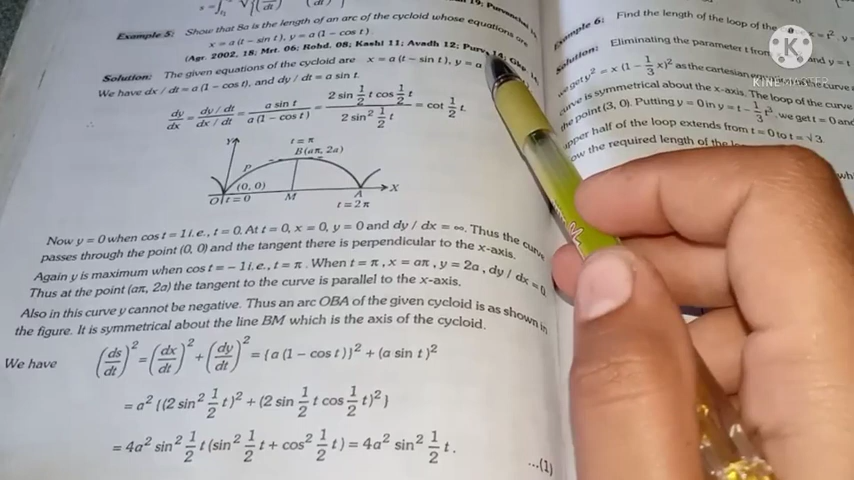 Example 5: Show that 8a is the length of an arc of the cycloid whose equations are
x = a (t – sin t), y = a (1 – cos t).
(Agr. 2002, 18; Mrt. 06; Rohd. 08; Kashi 11; Avadh 12; Purva 14; Gkp.
Solution: The given equations of the cycloid are x = a (t – sin t), y = a
We have dx / dt = a (1 – cos t), and dy / dt = a sin t.
dy/dx = (dy / dt)/(dx / dt) = (a sin t)/(a (1 – cos t)) = (2 sin 1/2 t cos 1/2 t)/(2 sin² 1/2 t) = cot 1/2 t.
Y
t = π
B (aπ, 2a)
P
(0, 0)
O t = 0
M
A
X
t = 2 π
Now y = 0 when cos t = 1 i.e., t = 0. At t = 0, x = 0, y = 0 and dy / dx = ∞. Thus the curve
passes through the point (0, 0) and the tangent there is perpendicular to the x-axis.
Again y is maximum when cos t = – 1 i.e., t = π. When t = π, x = aπ, y = 2a, dy / dx = 0.
Thus at the point (aπ, 2a) the tangent to the curve is parallel to the x-axis.
Also in this curve y cannot be negative. Thus an arc OBA of the given cycloid is as shown in
the figure. It is symmetrical about the line BM which is the axis of the cycloid.
We have (ds/dt)² = (dx/dt)² + (dy/dt)² = {a (1 – cos t)}² + (a sin t)²
= a² {(2 sin² 1/2 t)² + (2 sin 1/2 t cos 1/2 t)²}
= 4a² sin² 1/2 t (sin² 1/2 t + cos² 1/2 t) = 4a² sin² 1/2 t.
...(1)
Example 6: Find the length of the loop of the
Solution: Eliminating the parameter t from
we get y² = x (1 – 1/3 x)² as the cartesian
curve is symmetrical about the x-axis. The loop of the curve
the point (3, 0). Putting y = 0 in y = t – 1/3 t³, we get t = 0 and
upper half of the loop extends from t = 0 to t = √3.
now the required length of the
KINEMASTER